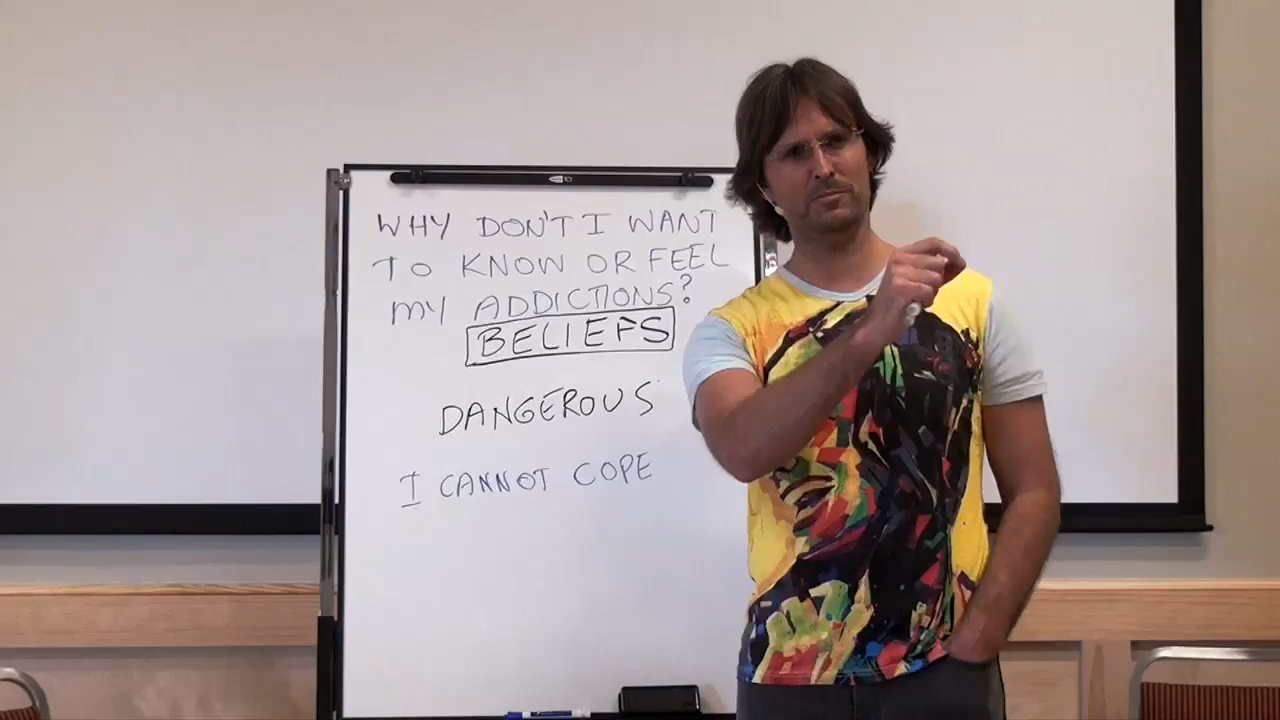 WHY DON'T I WANT
TO KNOW OR FEEL
MY ADDICTIONS?
BELIEFS
DANGEROUS
I CANNOT COPE